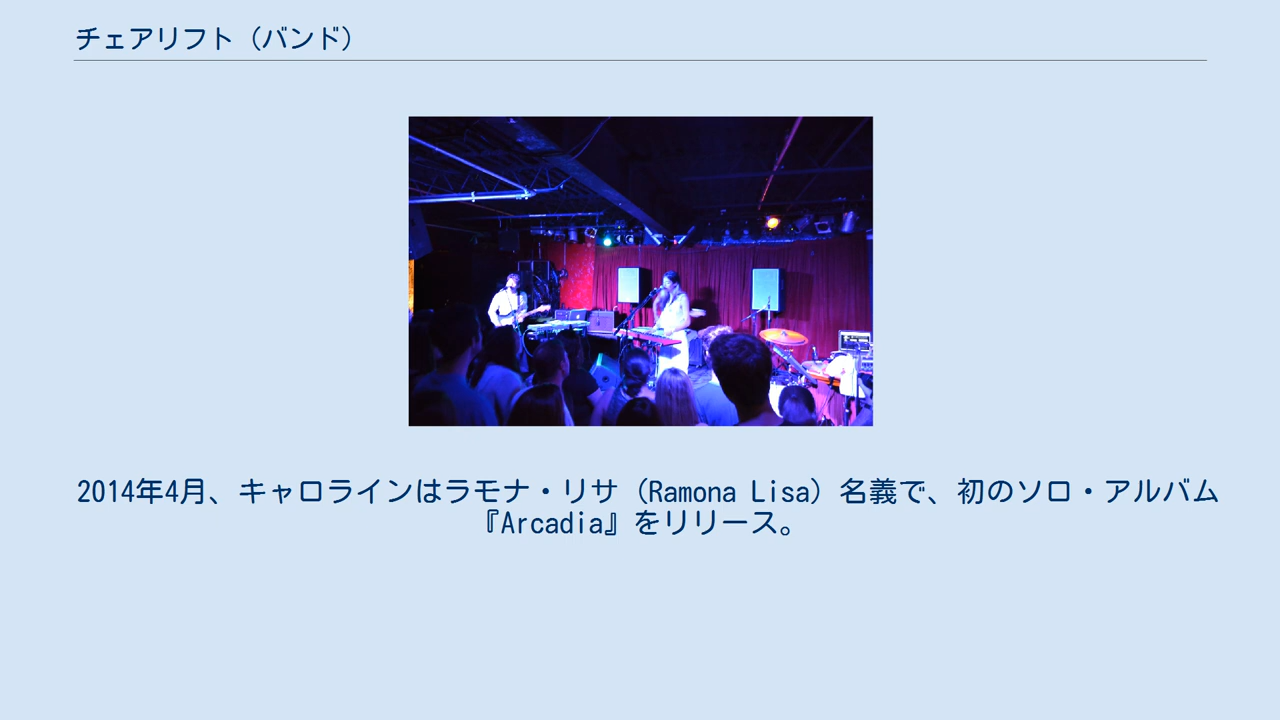 チェアリフト（バンド）
2014年4月、キャロラインはラモナ・リサ（Ramona Lisa）名義で、初のソロ・アルバム
『Arcadia』をリリース。